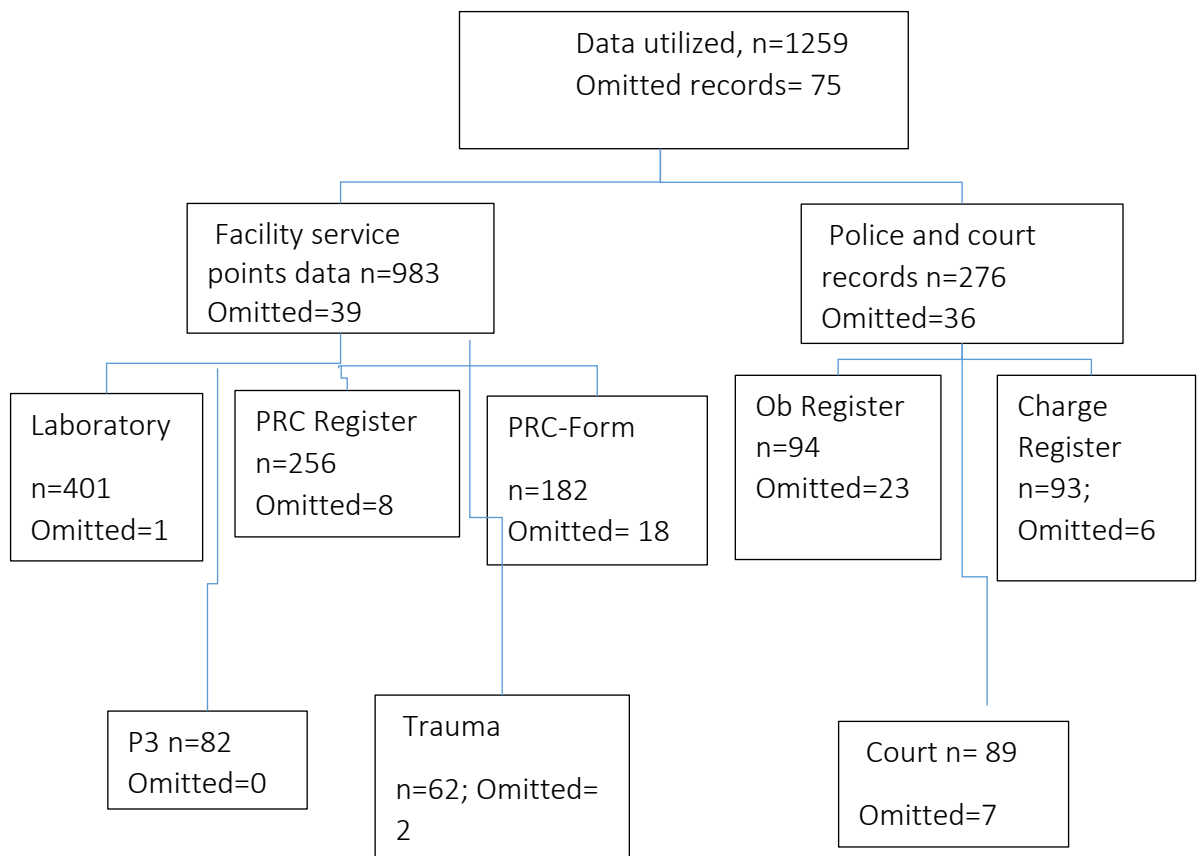 Data utilized, n=1259
Omitted records= 75
Facility service
points data n=983
Omitted=39
Police and court
records n=276
Omitted=36
Laboratory
n=401
Omitted=1
PRC Register
n=256
Omitted=8
PRC-Form
n=182
Omitted= 18
Ob Register
n=94
Omitted=23
Charge
Register
n=93;
Omitted=6
P3 n=82
Omitted=0
Trauma
n=62; Omitted=
2
Court n= 89
Omitted=7